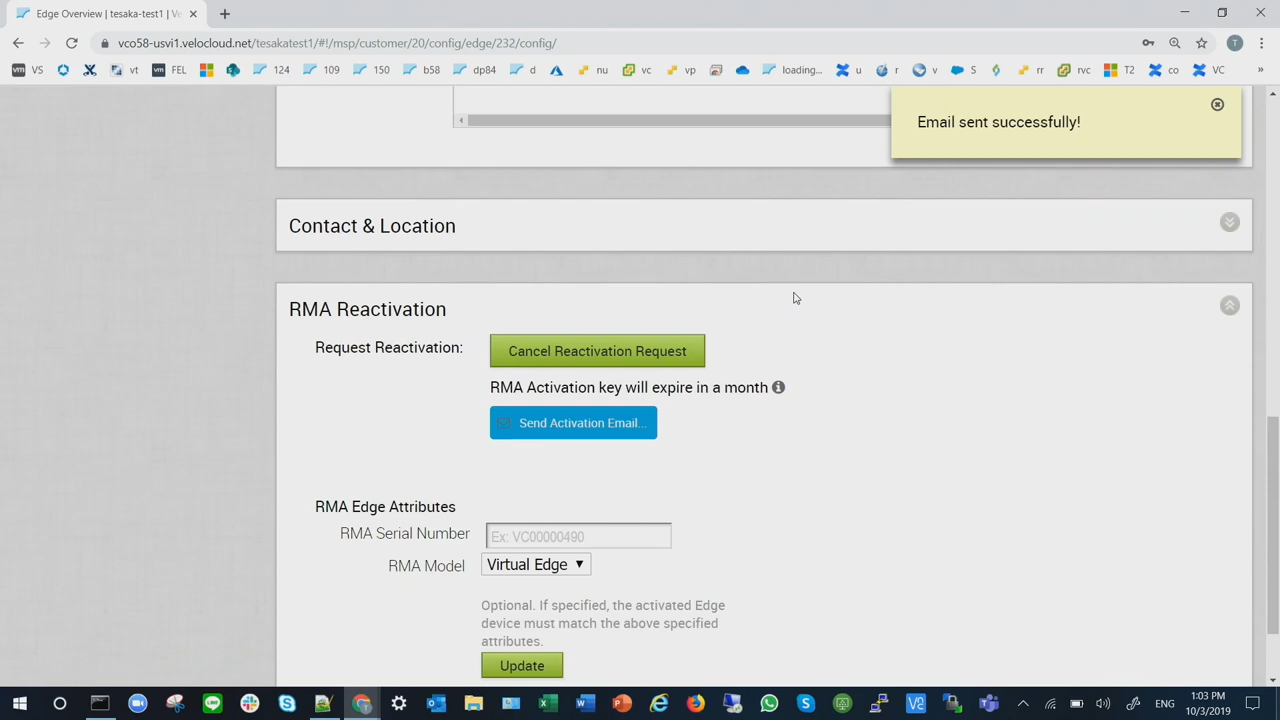 Edge Overview | tesaka-test1 | Ve
vco58-usvi1.velocloud.net/tesakatest1/#!/msp/customer/20/config/edge/232/config/
T
vm VS
vt
vm FEL
124
109
150
b58
dp84
d
nu
vc
vp
loading...
u
r
v
S
rr
rvc
T2
co
VC
»
Email sent successfully!
Contact & Location
RMA Reactivation
Request Reactivation:
Cancel Reactivation Request
RMA Activation key will expire in a month
Send Activation Email...
RMA Edge Attributes
RMA Serial Number
Ex: VC00000490
RMA Model
Virtual Edge
Optional. If specified, the activated Edge
device must match the above specified
attributes.
Update
ENG
1:03 PM
10/3/2019